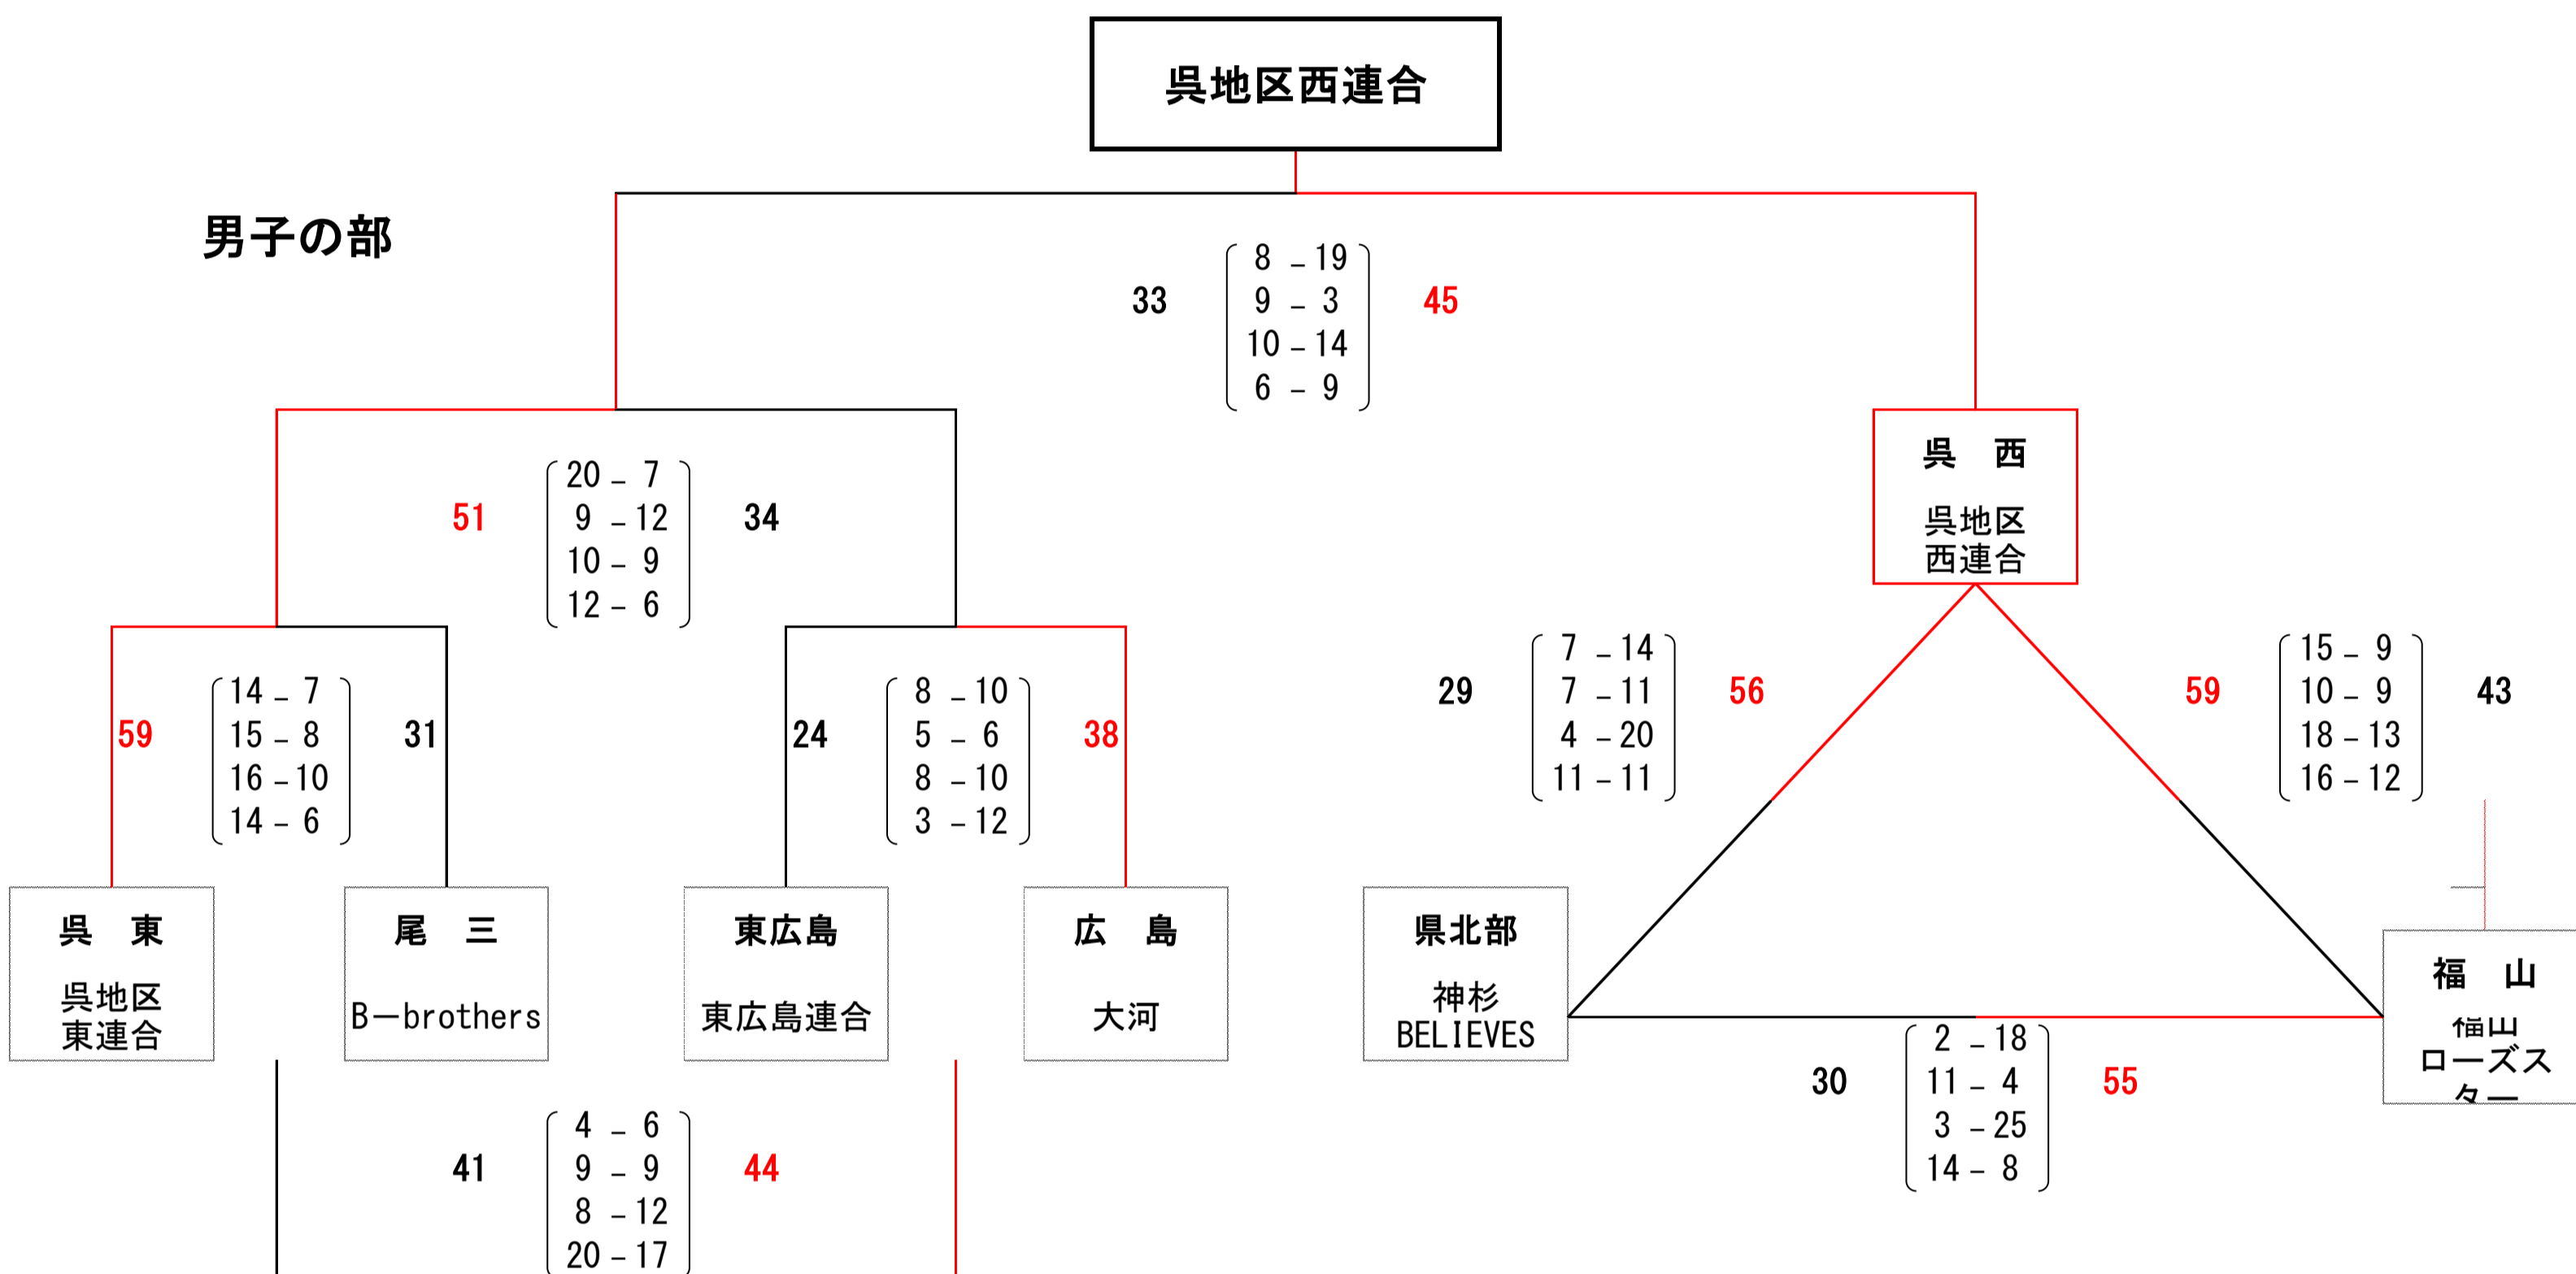 呉地区西連合
男子の部
33
8 － 19
9 － 3
10 － 14
6 － 9
45
51
20 － 7
9 － 12
10 － 9
12 － 6
34
呉　西
呉地区
西連合
59
14 － 7
15 － 8
16 － 10
14 － 6
31
24
8 － 10
5 － 6
8 － 10
3 － 12
38
29
7 － 14
7 － 11
4 － 20
11 － 11
56
59
15 － 9
10 － 9
18 － 13
16 － 12
43
呉　東
呉地区
東連合
尾　三
B－brothers
東広島
東広島連合
広　島
大河
県北部
神杉
BELIEVES
福　山
福山
ローズス
ター
30
2 － 18
11 － 4
3 － 25
14 － 8
55
41
4 － 6
9 － 9
8 － 12
20 － 17
44